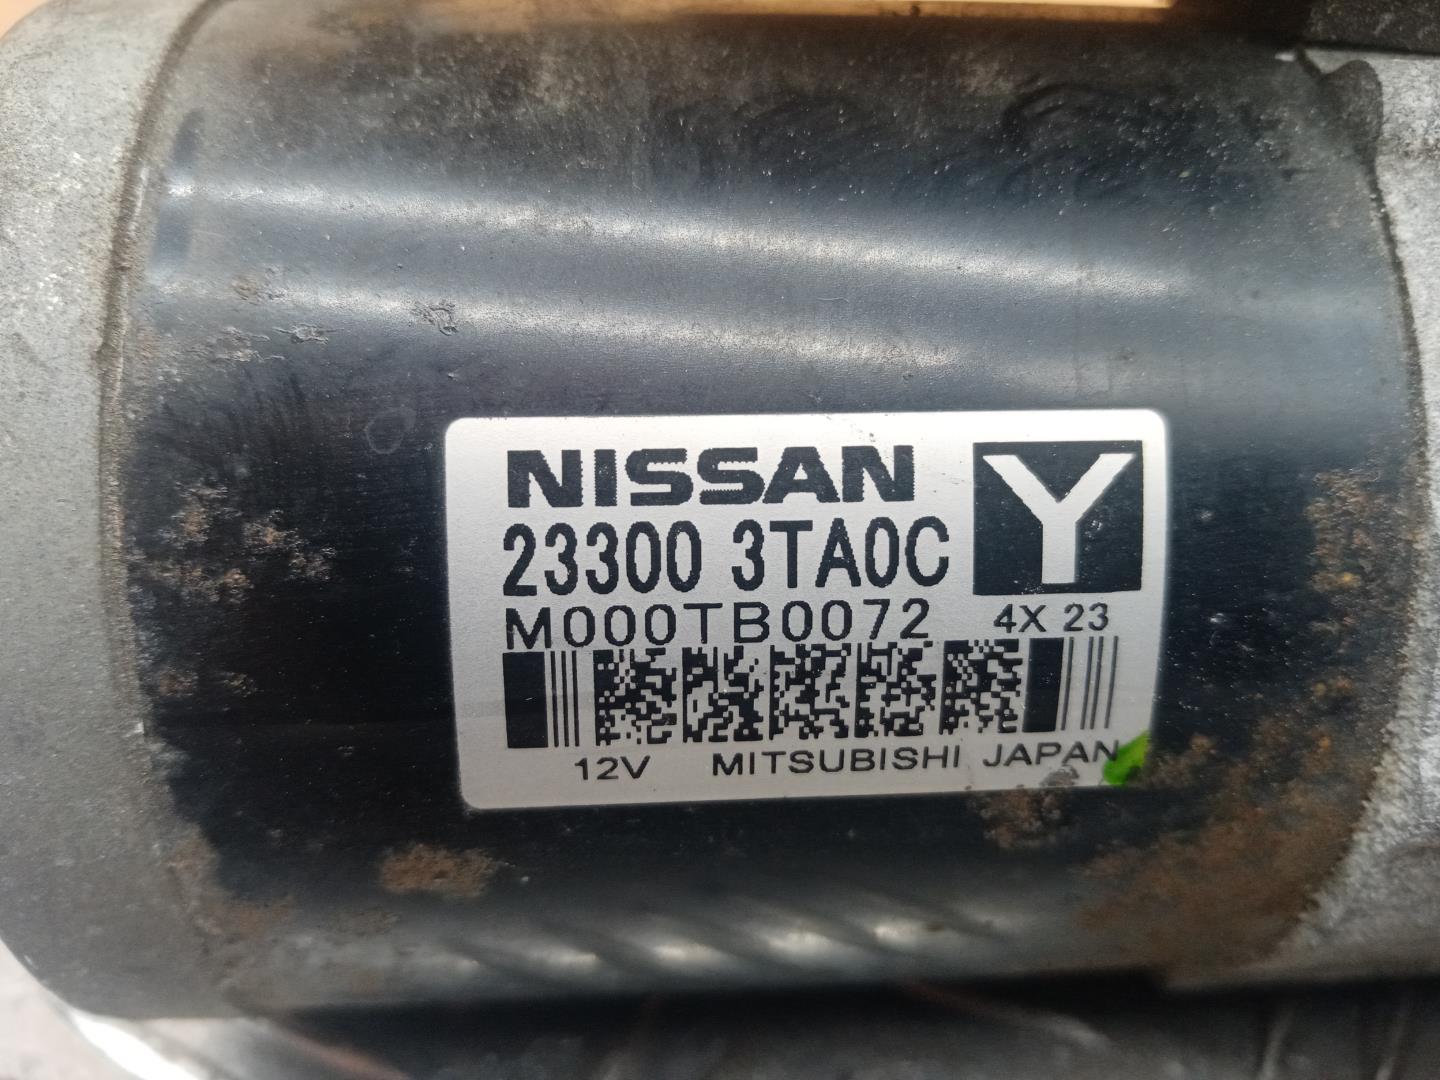 NISSAN
Y
23300 3TA0C
M000TB0072 4X 23
12V MITSUBISHI JAPAN